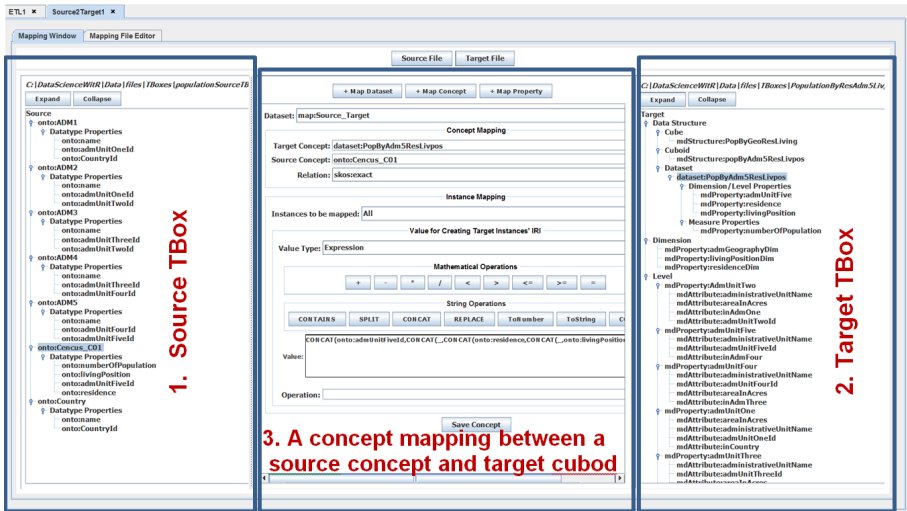 ETL1 × Source2Target1 ×
Mapping Window Mapping File Editor
Source File Target File
C:\DataScienceWitR\Data\files\TBoxes\populationSourceTB
Expand Collapse
Source
onto:ADM1
Datatype Properties
onto:name
onto:admUnitOneId
onto:CountryId
onto:ADM2
Datatype Properties
onto:name
onto:admUnitOneId
onto:admUnitTwoId
onto:ADM3
Datatype Properties
onto:name
onto:admUnitThreeId
onto:admUnitTwoId
onto:ADM4
Datatype Properties
onto:name
onto:admUnitThreeId
onto:admUnitFourId
onto:ADM5
Datatype Properties
onto:name
onto:admUnitFourId
onto:admUnitFiveId
onto:Cencus_C01
Datatype Properties
onto:numberOfPopulation
onto:livingPosition
onto:admUnitFiveId
onto:residence
onto:Country
Datatype Properties
onto:name
onto:CountryId
1. Source TBox
+ Map Dataset + Map Concept + Map Property
Dataset: map:Source_Target
Concept Mapping
Target Concept: dataset:PopByAdm5ResLivpos
Source Concept: onto:Cencus_C01
Relation: skos:exact
Instance Mapping
Instances to be mapped: All
Value for Creating Target Instances' IRI
Value Type: Expression
Mathematical Operations
+ - * / < > <= >= =
String Operations
CONTAINS SPLIT CONCAT REPLACE ToNumber ToString
CONCAT(onto:admUnitFiveId,CONCAT(_,CONCAT(onto:residence,CONCAT(_,onto:livingPosition
Value:
Operation:
Save Concept
3. A concept mapping between a
source concept and target cubod
C:\DataScienceWitR\Data\files\TBoxes\PopulationByResAdm5Liv
Expand Collapse
Target
Data Structure
Cube
mdStructure:PopByGeoResLiving
Cuboid
mdStructure:popByAdm5ResLivpos
Dataset
dataset:PopByAdm5ResLivpos
Dimension/Level Properties
mdProperty:admUnitFive
mdProperty:residence
mdProperty:livingPosition
Measure Properties
mdProperty:numberOfPopulation
Dimension
mdProperty:admGeographyDim
mdProperty:livingPositionDim
mdProperty:residenceDim
Level
mdProperty:AdmUnitTwo
mdAttribute:administrativeUnitName
mdAttribute:areaInAcres
mdAttribute:inAdmOne
mdAttribute:admUnitTwoId
mdProperty:admUnitFive
mdAttribute:areaInAcres
mdAttribute:administrativeUnitName
mdAttribute:admUnitFiveId
mdAttribute:inAdmFour
mdProperty:admUnitFour
mdAttribute:administrativeUnitName
mdAttribute:admUnitFourId
mdAttribute:areaInAcres
mdAttribute:inAdmThree
mdProperty:admUnitOne
mdAttribute:areaInAcres
mdAttribute:administrativeUnitName
mdAttribute:admUnitOneId
mdAttribute:inCountry
mdProperty:admUnitThree
mdAttribute:administrativeUnitName
mdAttribute:admUnitThreeId
mdAttribute:areaInAcres
2. Target TBox